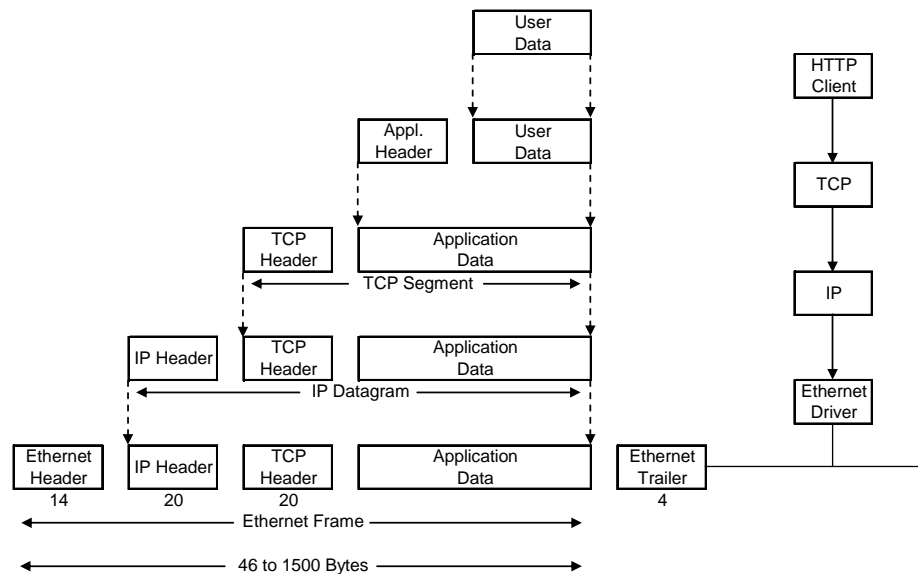 User
Data
HTTP
Client
Appl.
Header
User
Data
TCP
TCP
Header
Application
Data
TCP Segment
IP
IP Header
TCP
Header
Application
Data
IP Datagram
Ethernet
Driver
Ethernet
Header
IP Header
TCP
Header
Application
Data
Ethernet
Trailer
14
20
20
4
Ethernet Frame
46 to 1500 Bytes